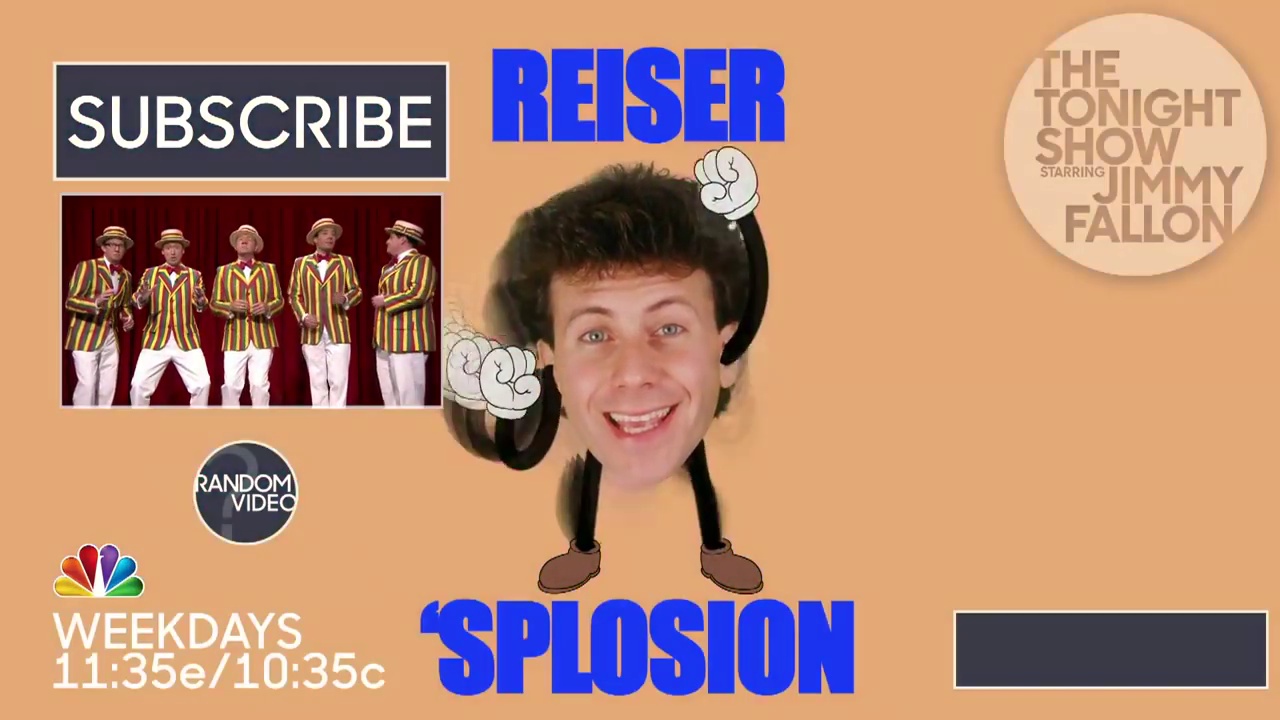 SUBSCRIBE
REISER
THE
TONIGHT
SHOW
STARRING
JIMMY
FALLON
RANDOM
VIDEO
WEEKDAYS
11:35e/10:35c
‘SPLOSION